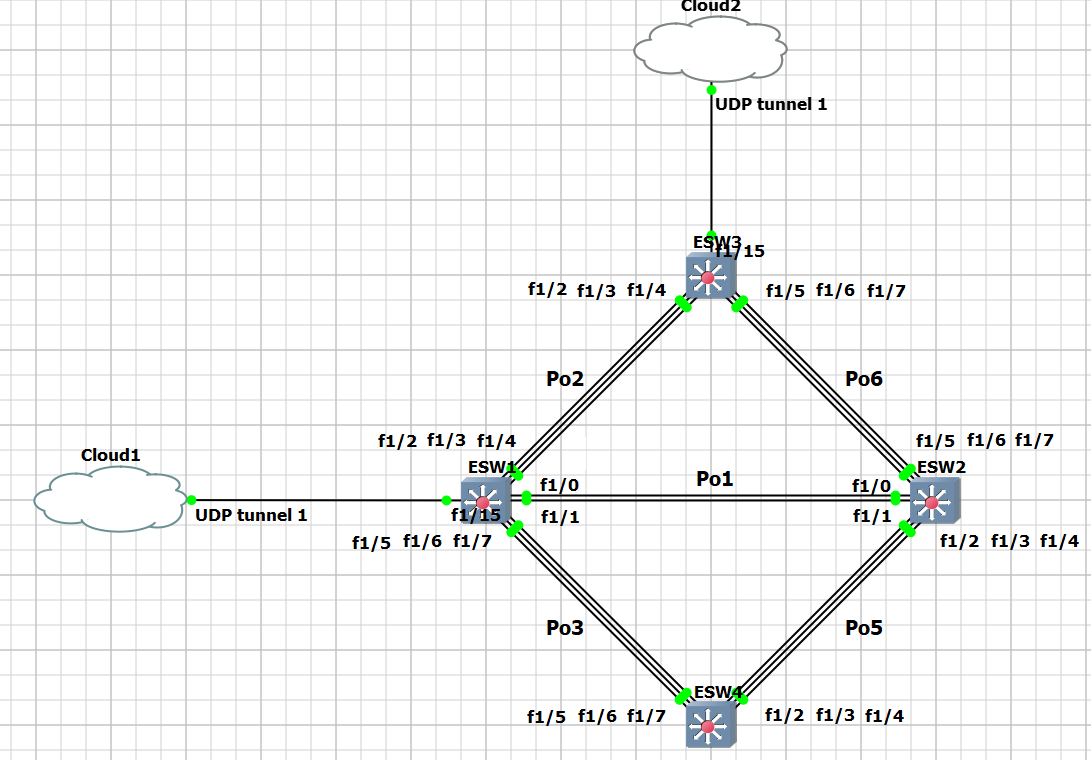 Cloud2
UDP tunnel 1
ESW3
f1/15
f1/2 f1/3 f1/4
f1/5 f1/6 f1/7
Po2
Po6
f1/2 f1/3 f1/4
f1/5 f1/6 f1/7
Cloud1
ESW1
ESW2
Po1
f1/0
f1/0
UDP tunnel 1
f1/15
f1/1
f1/1
f1/5 f1/6 f1/7
f1/2 f1/3 f1/4
Po3
Po5
ESW4
f1/5 f1/6 f1/7
f1/2 f1/3 f1/4